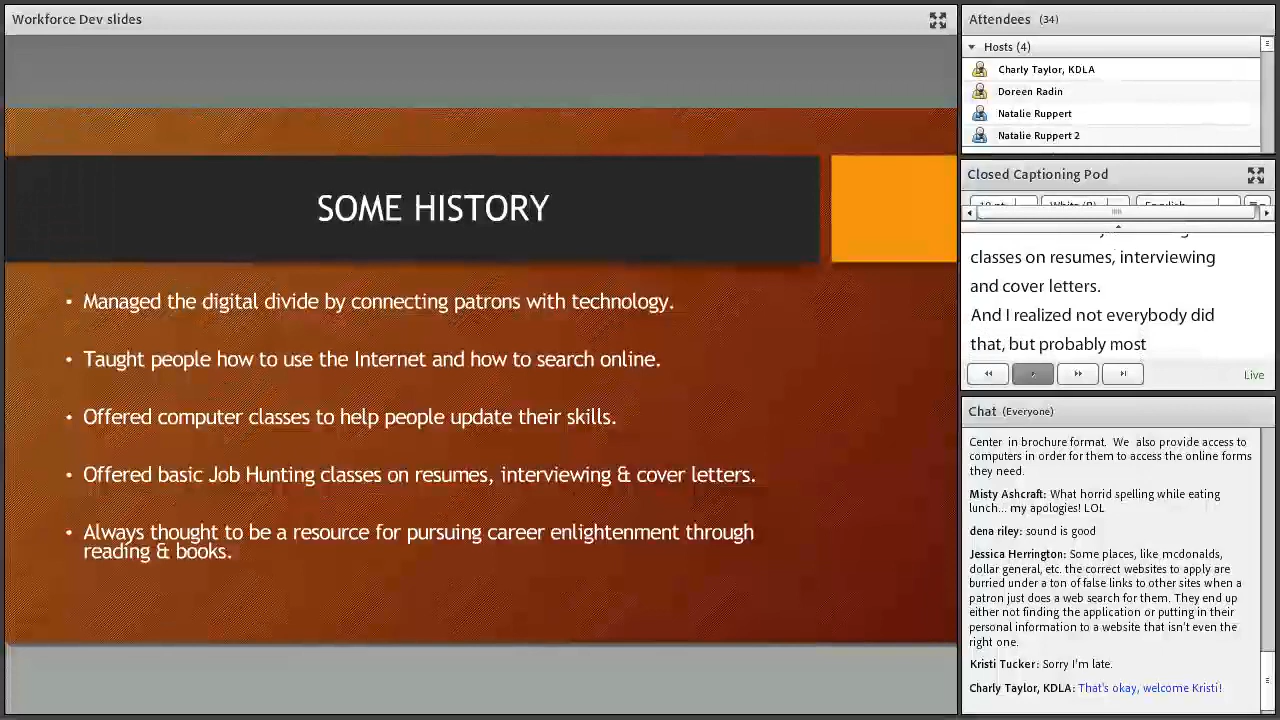 Workforce Dev slides
SOME HISTORY
• Managed the digital divide by connecting patrons with technology.
• Taught people how to use the Internet and how to search online.
• Offered computer classes to help people update their skills.
• Offered basic Job Hunting classes on resumes, interviewing & cover letters.
• Always thought to be a resource for pursuing career enlightenment through
reading & books.
Attendees (34)
Hosts (4)
Charly Taylor, KDLA
Doreen Radin
Natalie Ruppert
Natalie Ruppert 2
Closed Captioning Pod
classes on resumes, interviewing
and cover letters.
And I realized not everybody did
that, but probably most
Live
Chat (Everyone)
Center in brochure format. We also provide access to
computers in order for them to access the online forms
they need.
Misty Ashcraft: What horrid spelling while eating
lunch... my apologies! LOL
dena riley: sound is good
Jessica Herrington: Some places, like mcdonalds,
dollar general, etc. the correct websites to apply are
burried under a ton of false links to other sites when a
patron just does a web search for them. They end up
either not finding the application or putting in their
personal information to a website that isn't even the
right one.
Kristi Tucker: Sorry I'm late.
Charly Taylor, KDLA: That's okay, welcome Kristi!